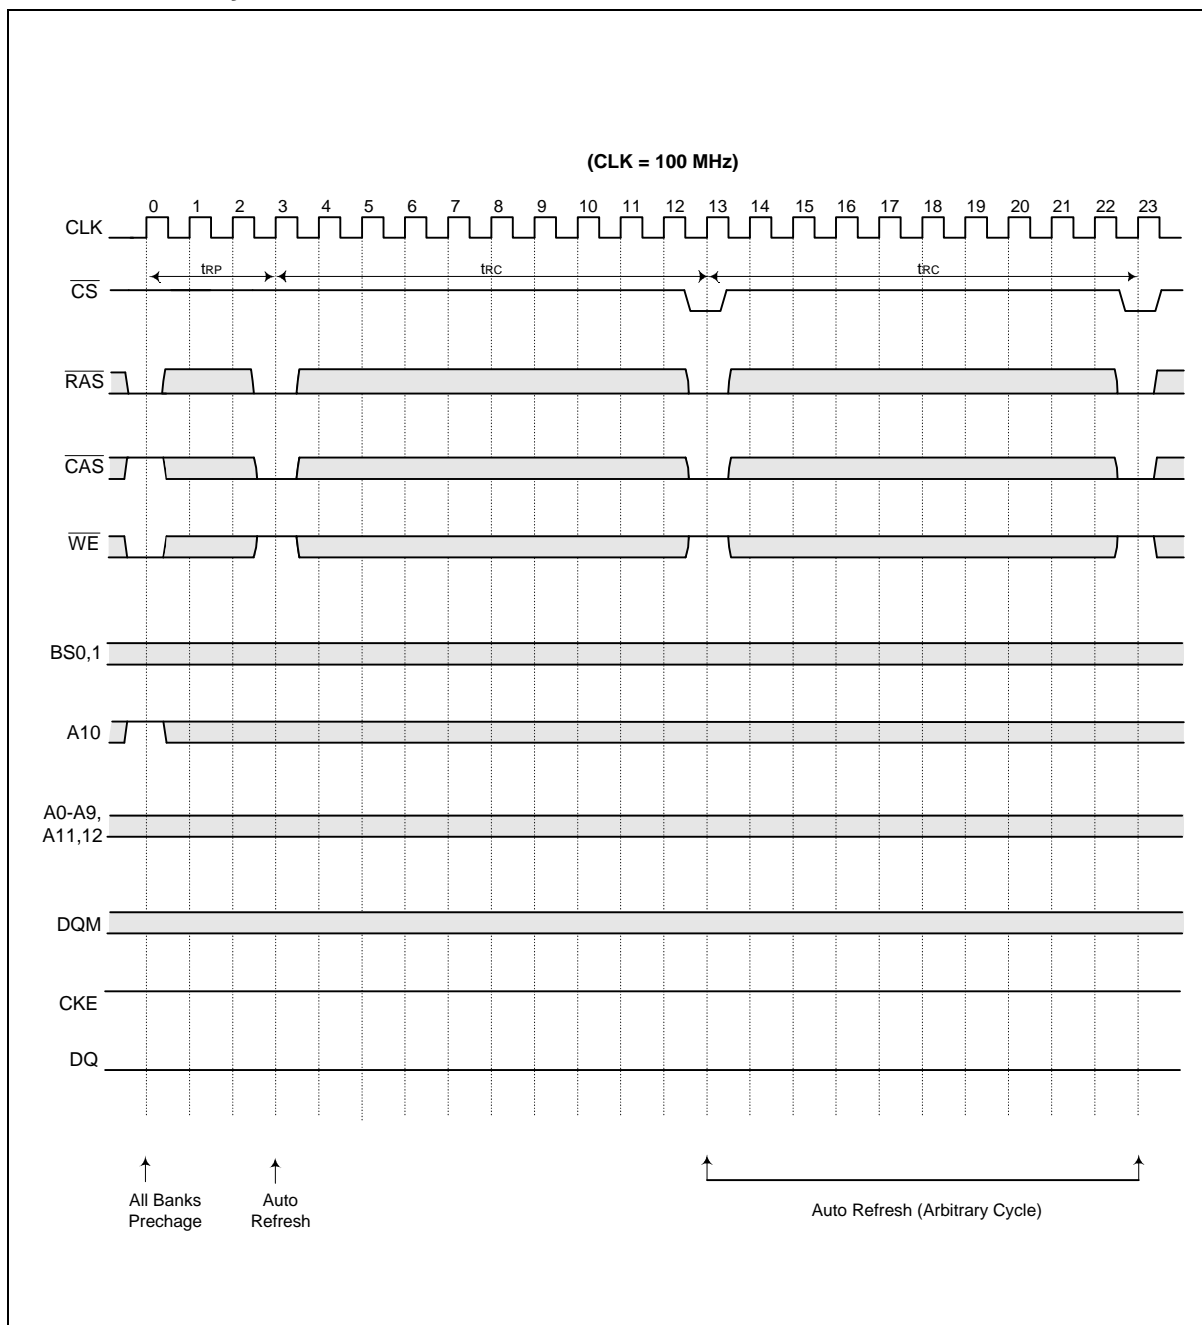 (CLK = 100 MHz)
0 1 2 3 4 5 6 7 8 9 10 11 12 13 14 15 16 17 18 19 20 21 22 23
CLK
tRP tRC tRC
CS
RAS
CAS
WE
BS0,1
A10
A0-A9,
A11,12
DQM
CKE
DQ
All Banks
Prechage
Auto
Refresh
Auto Refresh (Arbitrary Cycle)